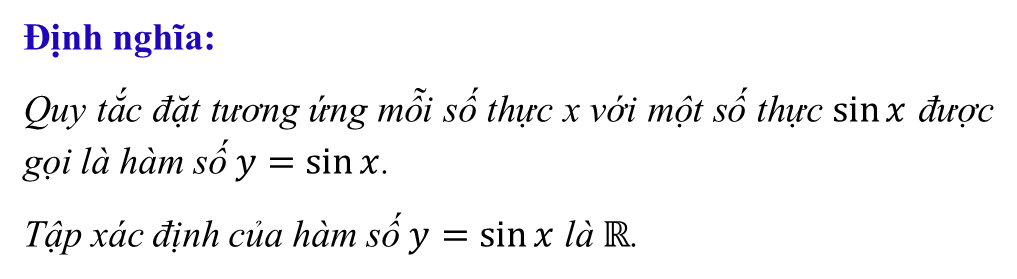 Định nghĩa:
Quy tắc đặt tương ứng mỗi số thực x với một số thực sin x được
gọi là hàm số y = sin x.
Tập xác định của hàm số y = sin x là ℝ.